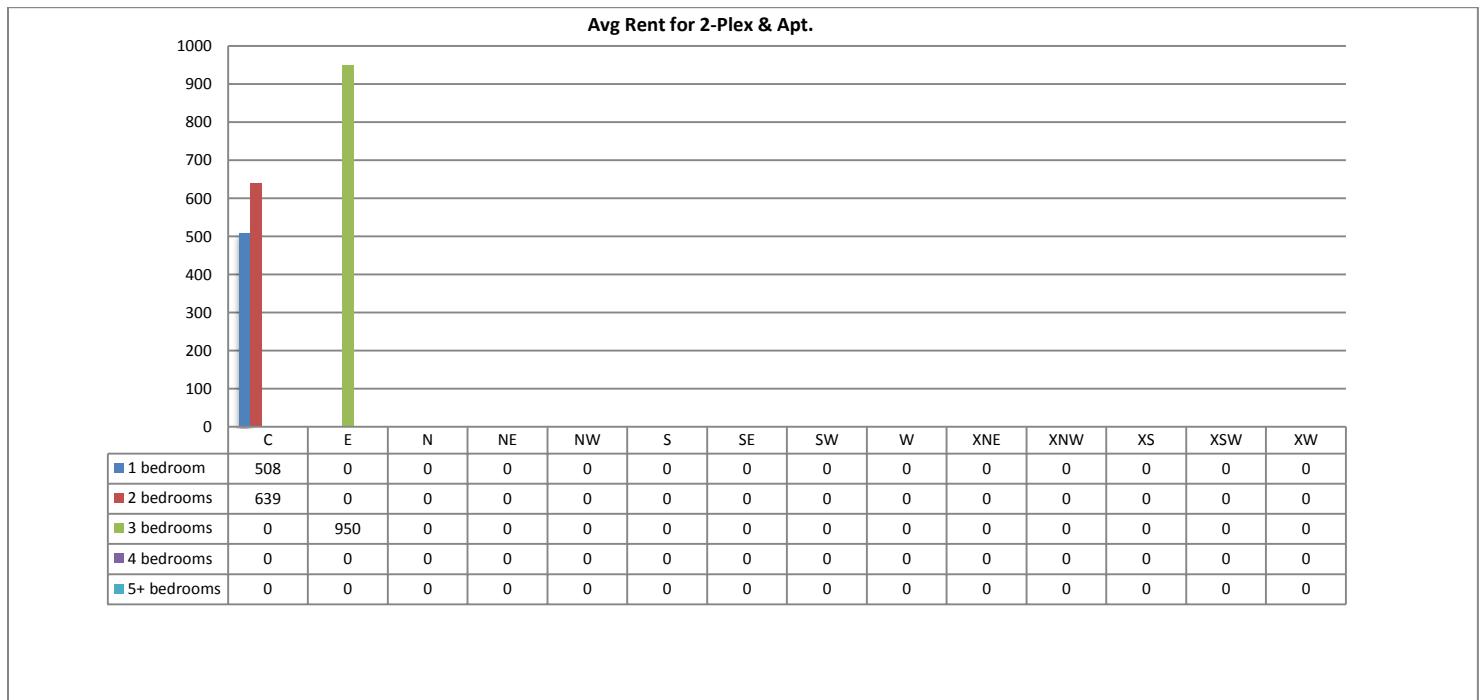 Avg Rent for 2-Plex & Apt.
1000
900
800
700
600
500
400
300
200
100
0
C E N NE NW S SE SW W XNE XNW XS XSW XW
1 bedroom 508 0 0 0 0 0 0 0 0 0 0 0 0 0
2 bedrooms 639 0 0 0 0 0 0 0 0 0 0 0 0 0
3 bedrooms 0 950 0 0 0 0 0 0 0 0 0 0 0 0
4 bedrooms 0 0 0 0 0 0 0 0 0 0 0 0 0 0
5+ bedrooms 0 0 0 0 0 0 0 0 0 0 0 0 0 0